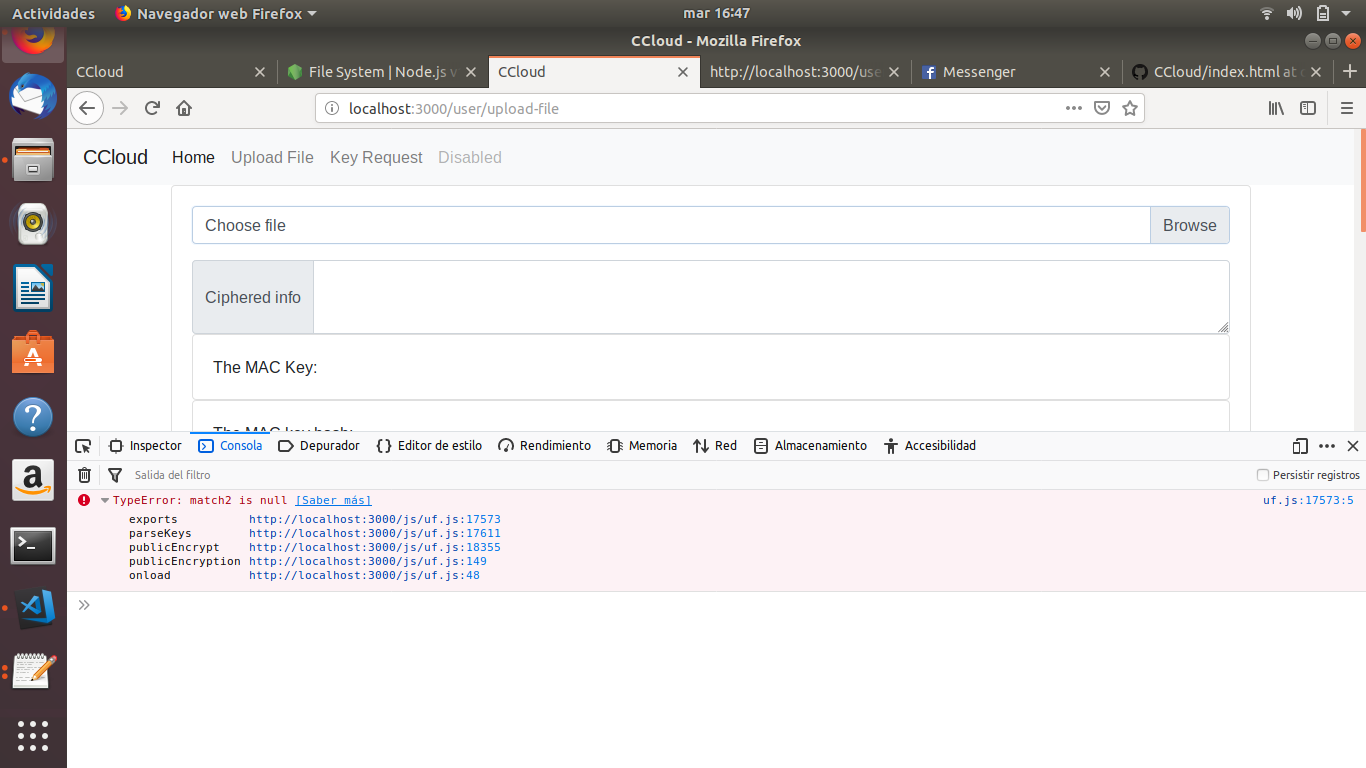 Actividades Navegador web Firefox mar 16:47
CCloud - Mozilla Firefox
CCloud File System | Node.js v CCloud http://localhost:3000/use Messenger CCloud/index.html at
localhost:3000/user/upload-file
CCloud Home Upload File Key Request Disabled
Choose file Browse
Ciphered info
The MAC Key:
The MAC key hash:
Inspector Consola Depurador Editor de estilo Rendimiento Memoria Red Almacenamiento Accesibilidad
Salida del filtro Persistir registros
TypeError: match2 is null [Saber más] uf.js:17573:5
exports http://localhost:3000/js/uf.js:17573
parseKeys http://localhost:3000/js/uf.js:17611
publicEncrypt http://localhost:3000/js/uf.js:18355
publicEncryption http://localhost:3000/js/uf.js:149
onload http://localhost:3000/js/uf.js:48